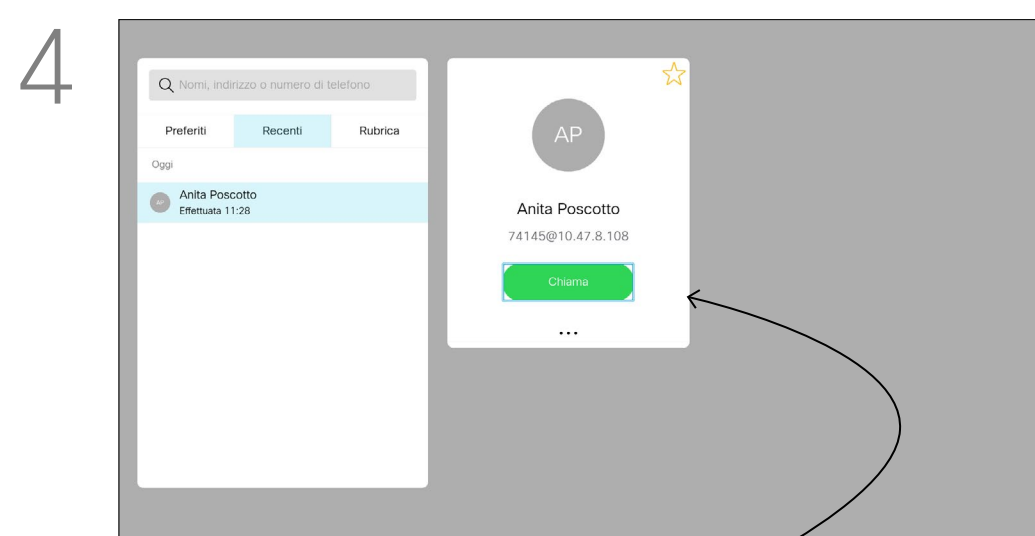 4
Nomi, indirizzo o numero di telefono
Preferiti Recenti Rubrica
Oggi
AP
Anita Poscotto
Effettuata 11:28
AP
Anita Poscotto
74145@10.47.8.108
Chiama
...